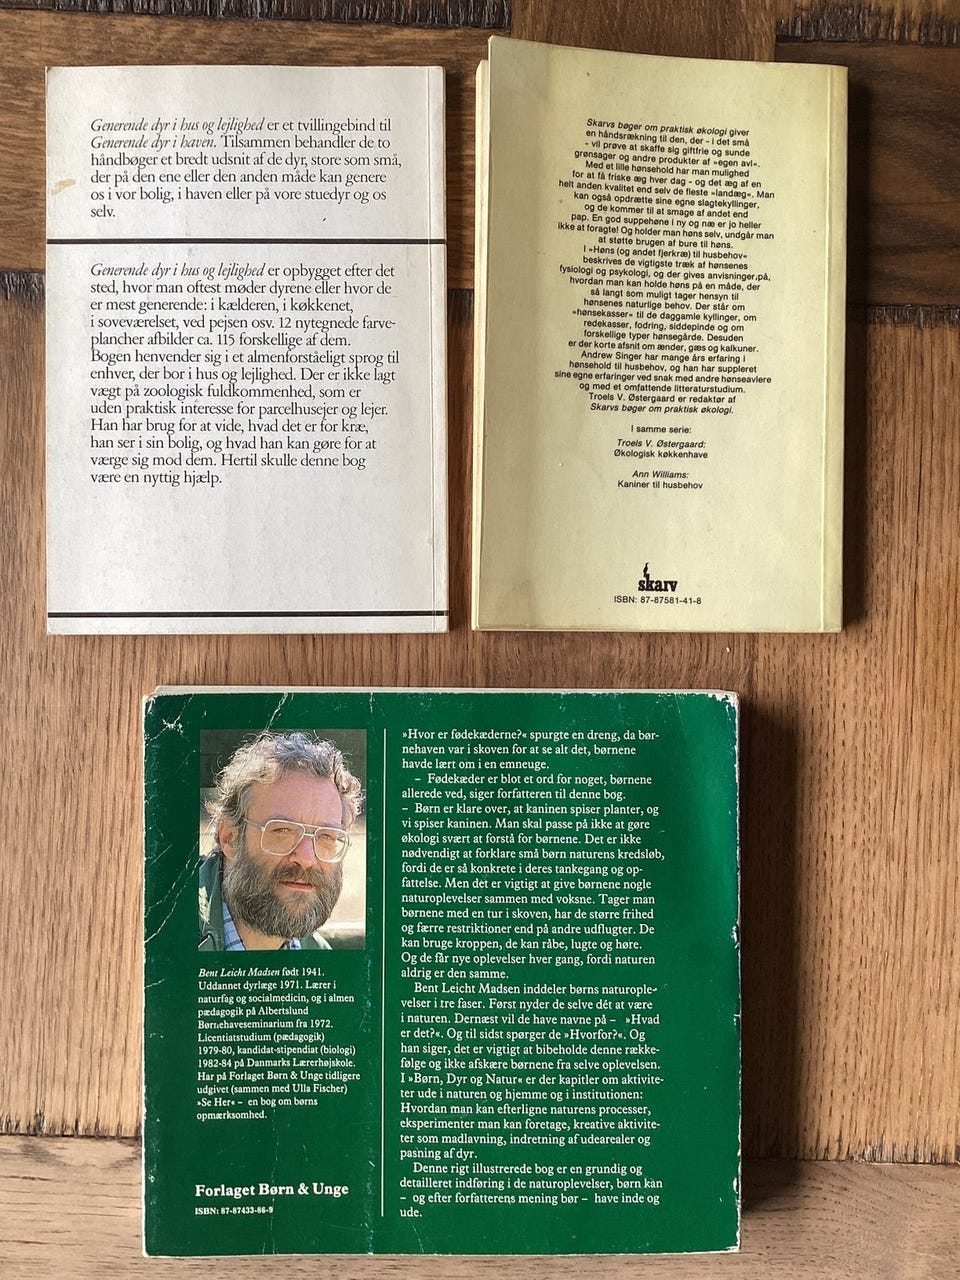 Generende dyr i hus og lejlighed er et tvillingebind til
Generende dyr i haven. Tilsammen behandler de to
håndbøger et bredt udsnit af de dyr, store som små,
der på den ene eller den anden måde kan genere
os i vor bolig, i haven eller på vore stuedyr og os
selv.
Generende dyr i hus og lejlighed er opbygget efter det
sted, hvor man oftest møder dyrene eller hvor de
er mest generende: i kælderen, i køkkenet,
i soveværelset, ved pejsen osv. 12 nytegnede farve-
plancher afbilder ca. 115 forskellige af dem.
Bogen henvender sig i et almenforståeligt sprog til
enhver, der bor i hus og lejlighed. Der er ikke lagt
vægt på zoologisk fuldkommenhed, som er
uden praktisk interesse for parcelhusejer og lejer.
Han har brug for at vide, hvad det er for kræ,
han ser i sin bolig, og hvad han kan gøre for at
værge sig mod dem. Hertil skulle denne bog
være en nyttig hjælp.
Skarvs bøger om praktisk økologi giver
en håndsrækning til den, der - i det små
- vil prøve at skaffe sig giftfrie og sunde
grønsager og andre produkter af »egen avl«.
Med et lille hønsehold har man mulighed
for at få friske æg hver dag - og det æg af en
helt anden kvalitet end selv de fleste »landæg«. Man
kan også opdrætte sine egne slagtekyllinger,
og de kommer til at smage af andet end
pap. En god suppehøne i ny og næ er jo heller
ikke at foragte! Og holder man høns selv, undgår man
at støtte brugen af bure til høns.
I »Høns (og andet fjerkræ) til husbehov«
beskrives de vigtigste træk af hønsenes
fysiologi og psykologi, og der gives anvisninger på,
hvordan man kan holde høns på en måde, der
så langt som muligt tager hensyn til
hønsenes naturlige behov. Der står om
»hønsekasser« til de daggamle kyllinger, om
redekasser, fodring, siddepinde og om
forskellige typer hønsegårde. Desuden
er der korte afsnit om ænder, gæs og kalkuner.
Andrew Singer har mange års erfaring i
hønsehold til husbehov, og han har suppleret
sine egne erfaringer ved snak med andre hønseavlere
og med et omfattende litteraturstudium.
Troels V. Østergaard er redaktør af
Skarvs bøger om praktisk økologi.
I samme serie:
Troels V. Østergaard:
Økologisk køkkenhave
Ann Williams:
Kaniner til husbehov
skarv
ISBN: 87-87581-41-8
Bent Leicht Madsen født 1941.
Uddannet dyrlæge 1971. Lærer i
naturfag og socialmedicin, og i almen
pædagogik på Albertslund
Børnehaveseminarium fra 1972.
Licentiatstudium (pædagogik)
1979-80, kandidat-stipendiat (biologi)
1982-84 på Danmarks Lærerhøjskole.
Har på Forlaget Børn & Unge tidligere
udgivet (sammen med Ulla Fischer)
»Se Her« – en bog om børns
opmærksomhed.
Forlaget Børn & Unge
ISBN: 87-87433-86-9
»Hvor er fødekæderne?« spurgte en dreng, da bør-
nehaven var i skoven for at se alt det, børnene
havde lært om i en emneuge.
– Fødekæder er blot et ord for noget, børnene
allerede ved, siger forfatteren til denne bog.
– Børn er klare over, at kaninen spiser planter, og
vi spiser kaninen. Man skal passe på ikke at gøre
økologi svært at forstå for børnene. Det er ikke
nødvendigt at forklare små børn naturens kredsløb,
fordi de er så konkrete i deres tankegang og op-
fattelse. Men det er vigtigt at give børnene nogle
naturoplevelser sammen med voksne. Tager man
børnene med en tur i skoven, har de større frihed
og færre restriktioner end på andre udflugter. De
kan bruge kroppen, de kan råbe, lugte og høre.
Og de får nye oplevelser hver gang, fordi naturen
aldrig er den samme.
Bent Leicht Madsen inddeler børns naturople-
velser i tre faser. Først nyder de selve dét at være
i naturen. Dernæst vil de have navne på – »Hvad
er det?«. Og til sidst spørger de »Hvorfor?«. Og
han siger, det er vigtigt at bibeholde denne række-
følge og ikke afskære børnene fra selve oplevelsen.
I »Børn, Dyr og Natur« er der kapitler om aktivite-
ter ude i naturen og hjemme og i institutionen:
Hvordan man kan efterligne naturens processer,
eksperimenter man kan foretage, kreative aktivite-
ter som madlavning, indretning af udearealer og
pasning af dyr.
Denne rigt illustrerede bog er en grundig og
detailleret indføring i de naturoplevelser, børn kan
– og efter forfatterens mening bør – have inde og
ude.